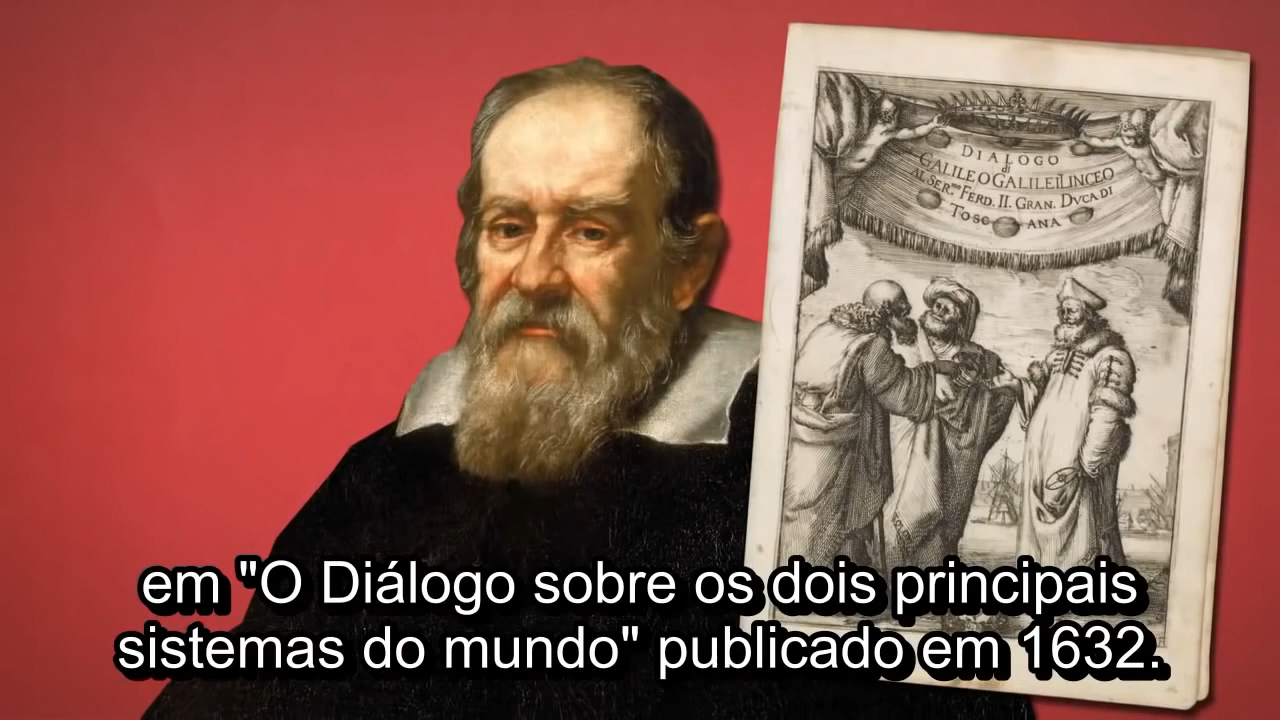 DIALOGO
di
GALILEO GALILEI LINCEO
AL SER.mo FERD. II. GRAN. DVCA DI
TOSCANA
em "O Diálogo sobre os dois principais
sistemas do mundo" publicado em 1632.